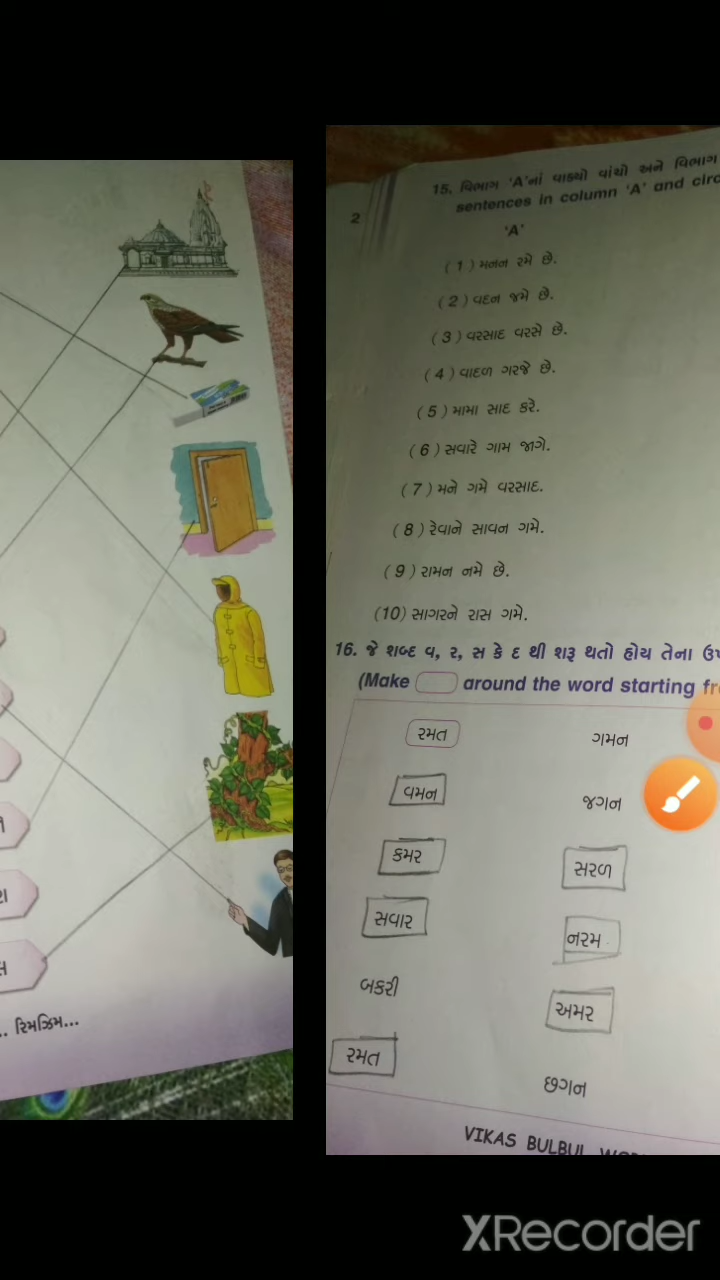 .. રિમઝિમ...
2
15. વિભાગ 'A'નાં વાક્યો વાંચો અને વિભાગ
sentences in column 'A' and circ
'A'
(1) મનન રમે છે.
(2) વદન જમે છે.
(3) વરસાદ વરસે છે.
(4) વાદળ ગરજે છે.
(5) મામા સાદ કરે.
(6) સવારે ગામ જાગે.
(7) મને ગમે વરસાદ.
(8) રેવાને સાવન ગમે.
(9) રામન નમે છે.
(10) સાગરને રાસ ગમે.
16. જે શબ્દ વ, ર, સ કે દ થી શરૂ થતો હોય તેના
(Make around the word starting fr
રમત ગમન
વમન જગન
કમર સરળ
સવાર નરમ
બકરી અમર
રમત છગન
VIKAS BULBUL
XRecorder